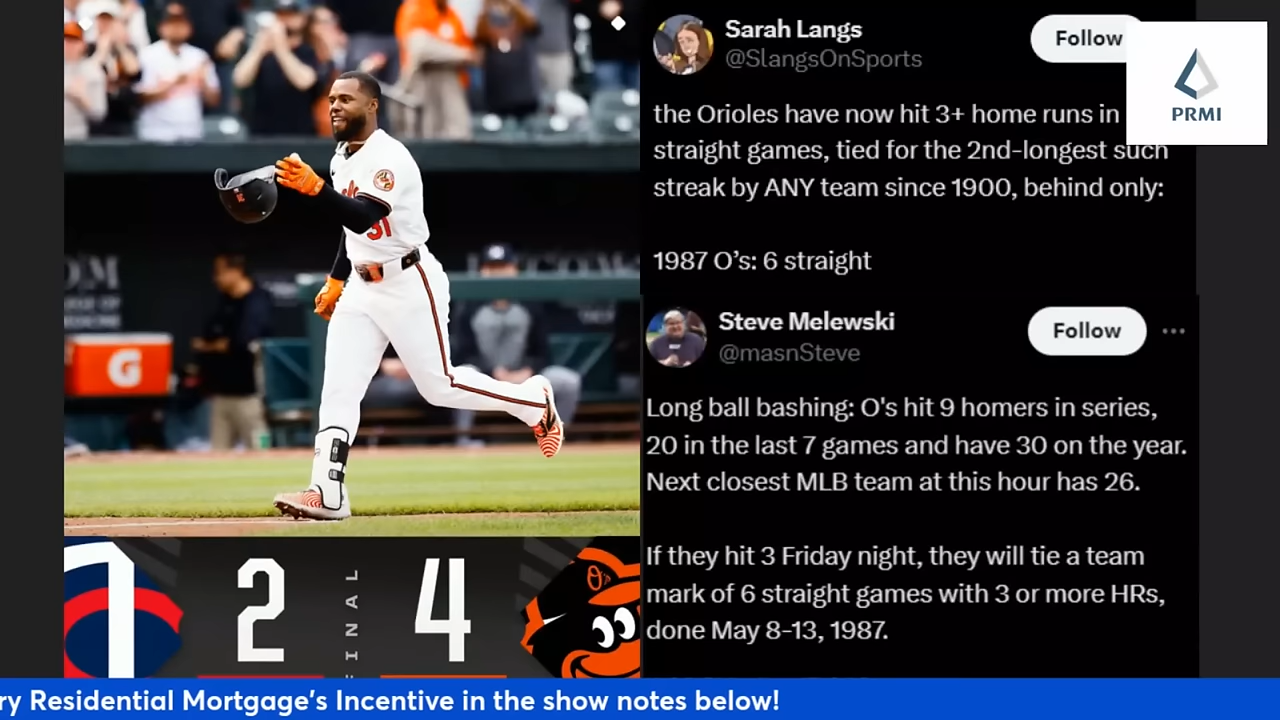 31
G
2
FINAL
4
Sarah Langs
@SlangsOnSports
Follow
the Orioles have now hit 3+ home runs in
straight games, tied for the 2nd-longest such
streak by ANY team since 1900, behind only:
1987 O’s: 6 straight
PRMI
Steve Melewski
@masnSteve
Follow
Long ball bashing: O's hit 9 homers in series,
20 in the last 7 games and have 30 on the year.
Next closest MLB team at this hour has 26.
If they hit 3 Friday night, they will tie a team
mark of 6 straight games with 3 or more HRs,
done May 8-13, 1987.
ry Residential Mortgage's Incentive in the show notes below!